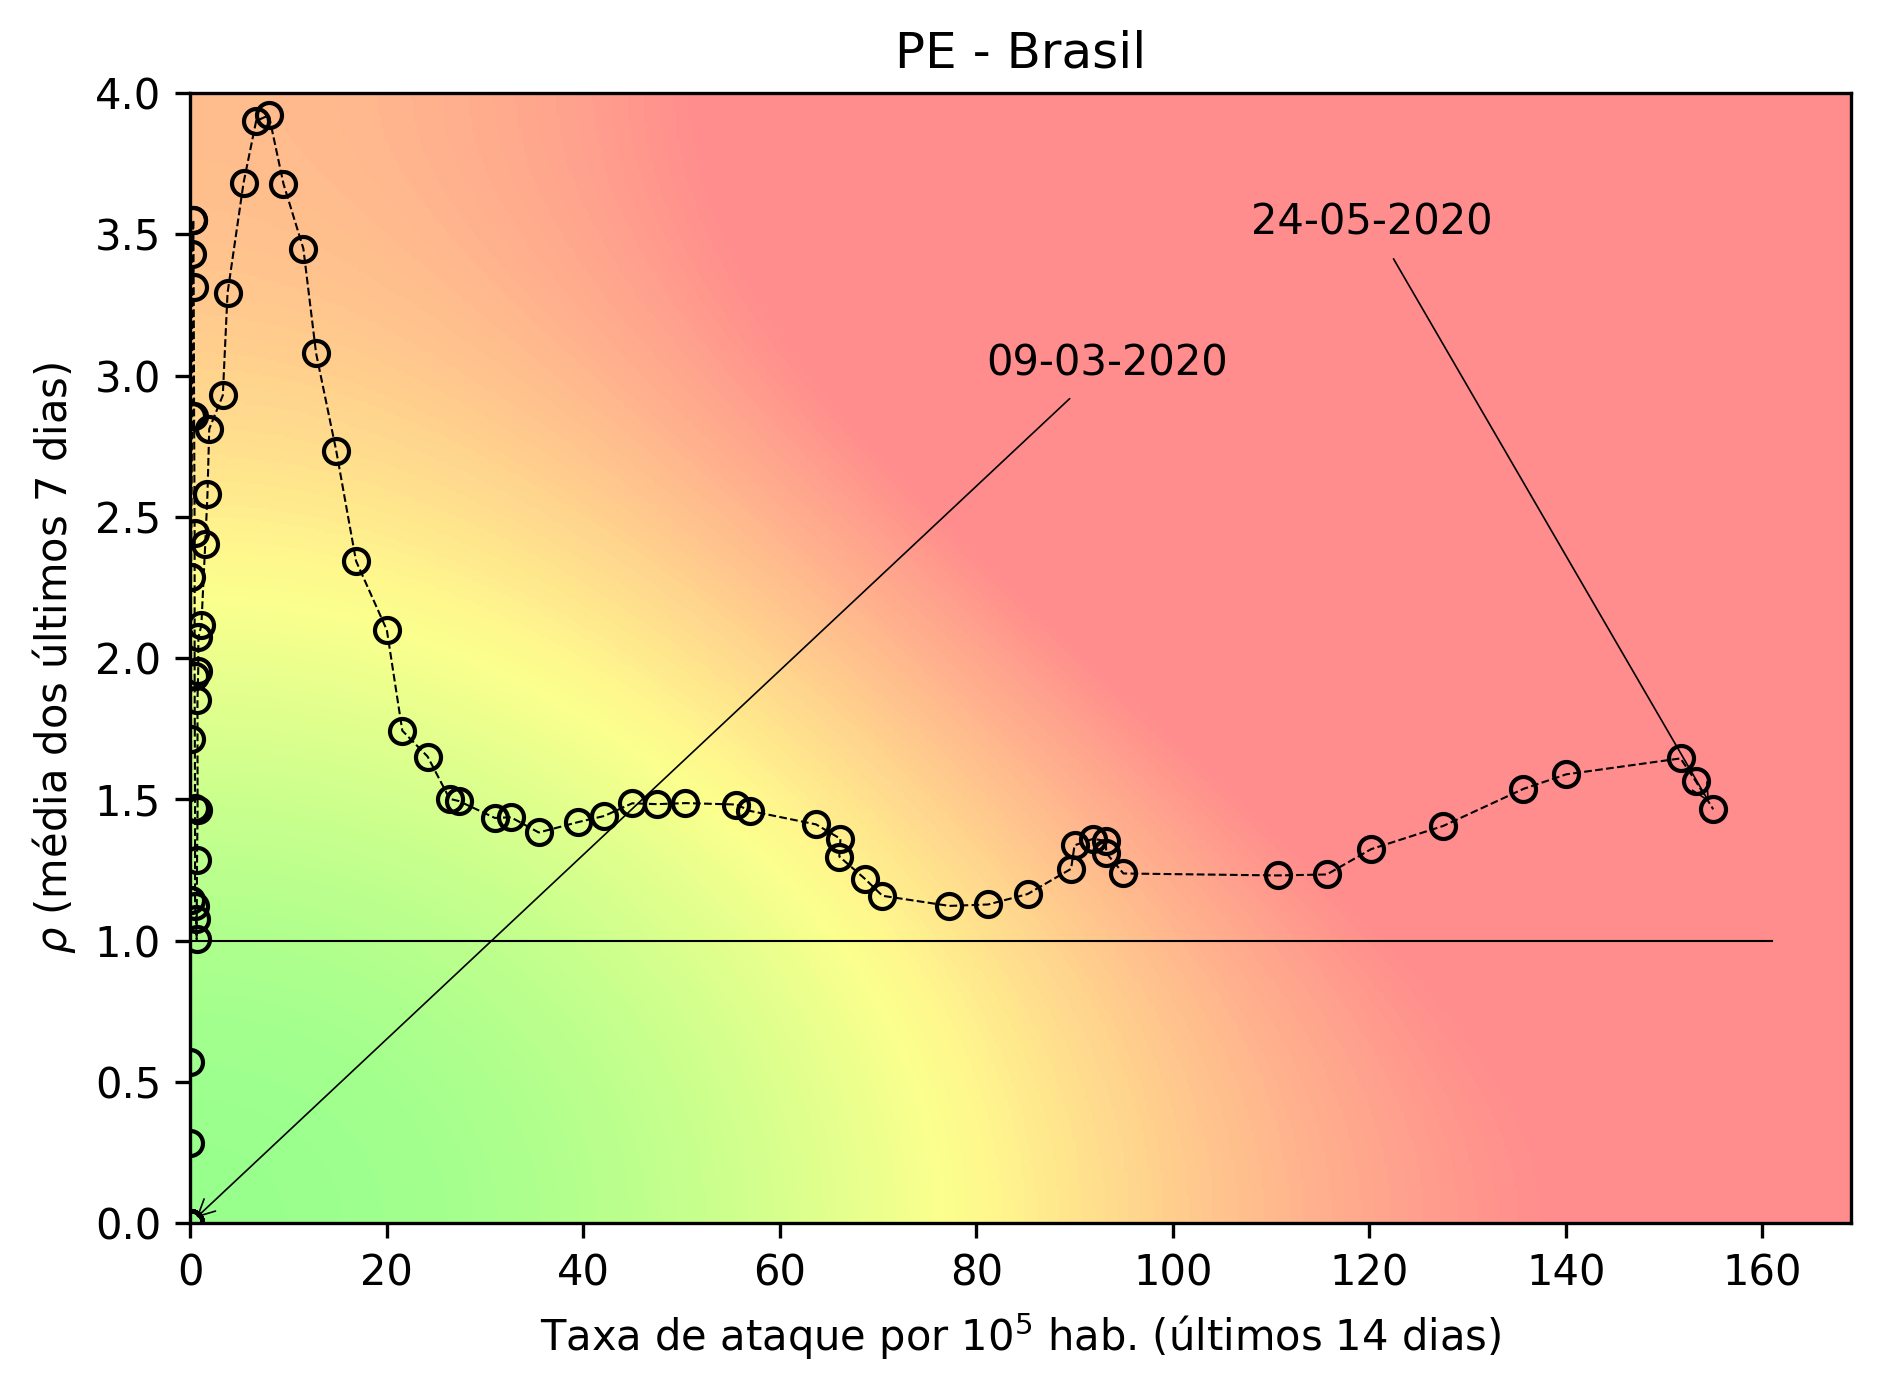 PE - Brasil
4.0
3.5
3.0
2.5
2.0
1.5
1.0
0.5
0.0
ρ (média dos últimos 7 dias)
24-05-2020
09-03-2020
0 20 40 60 80 100 120 140 160
Taxa de ataque por 10⁵ hab. (últimos 14 dias)